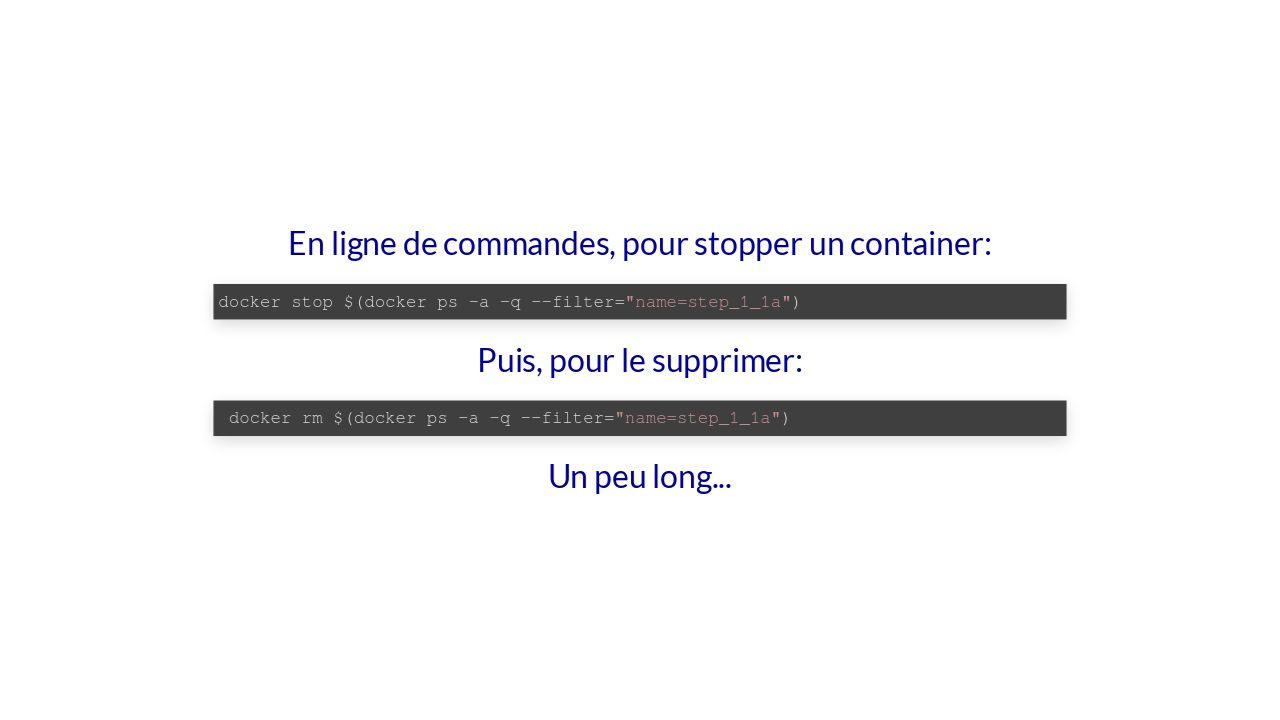 En ligne de commandes, pour stopper un container:
docker stop $(docker ps -a -q --filter="name=step_1_1a")
Puis, pour le supprimer:
docker rm $(docker ps -a -q --filter="name=step_1_1a")
Un peu long...